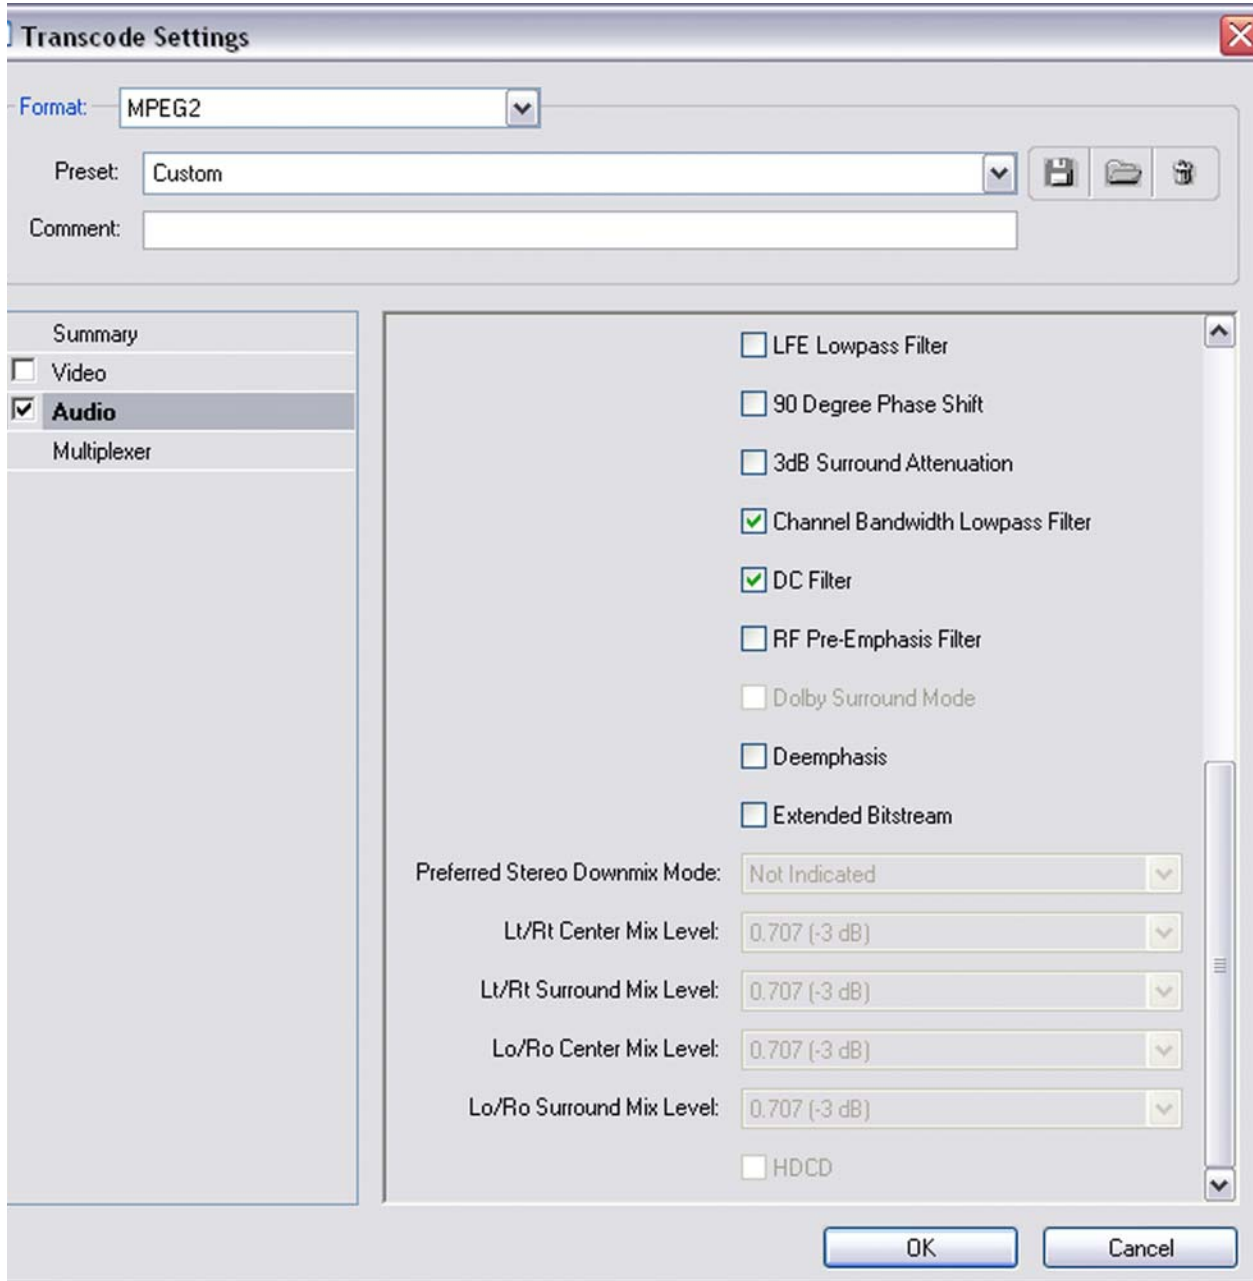 Transcode Settings
Format: MPEG2
Preset: Custom
Comment:
Summary
Video
Audio
Multiplexer
LFE Lowpass Filter
90 Degree Phase Shift
3dB Surround Attenuation
Channel Bandwidth Lowpass Filter
DC Filter
RF Pre-Emphasis Filter
Dolby Surround Mode
Deemphasis
Extended Bitstream
Preferred Stereo Downmix Mode: Not Indicated
Lt/Rt Center Mix Level: 0.707 (-3 dB)
Lt/Rt Surround Mix Level: 0.707 (-3 dB)
Lo/Ro Center Mix Level: 0.707 (-3 dB)
Lo/Ro Surround Mix Level: 0.707 (-3 dB)
HDCD
OK Cancel